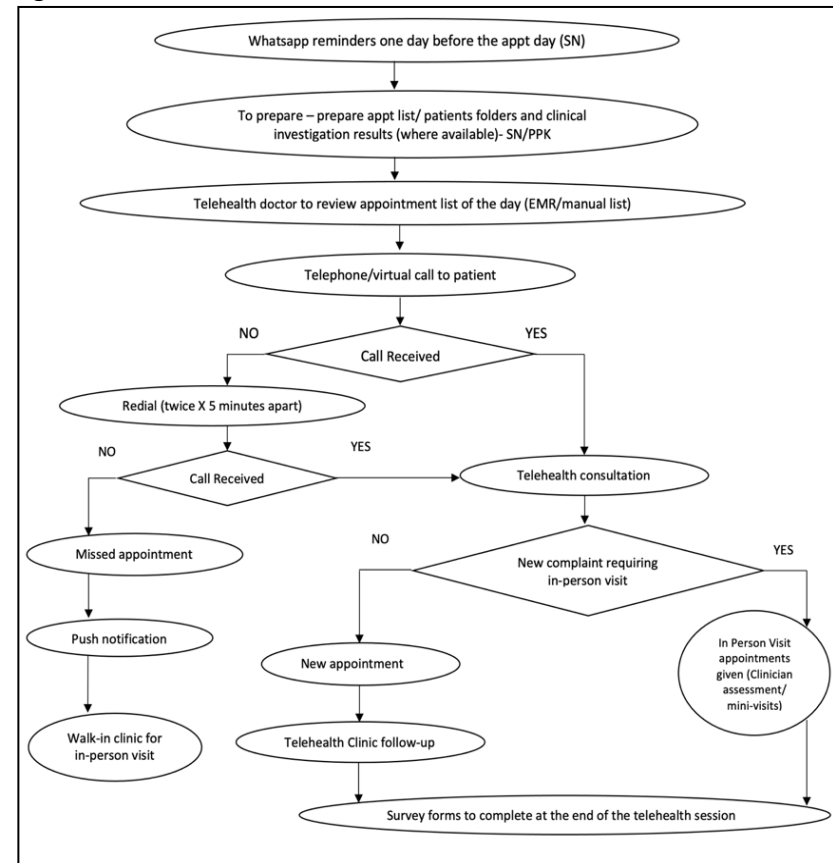 Whatsapp reminders one day before the appt day (SN)
To prepare – prepare appt list/ patients folders and clinical
investigation results (where available)- SN/PPK
Telehealth doctor to review appointment list of the day (EMR/manual list)
Telephone/virtual call to patient
NO
YES
Call Received
Redial (twice X 5 minutes apart)
NO
YES
Call Received
Telehealth consultation
Missed appointment
NO
YES
New complaint requiring
in-person visit
Push notification
New appointment
In Person Visit
appointments
given (Clinician
assessment/
mini-visits)
Walk-in clinic for
in-person visit
Telehealth Clinic follow-up
Survey forms to complete at the end of the telehealth session